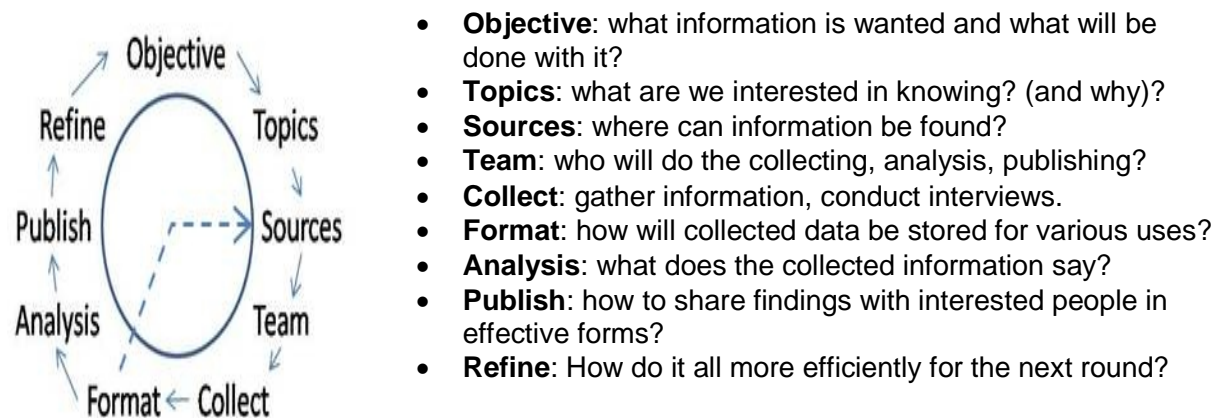 Objective
Refine
Topics
Publish
Sources
Analysis
Team
Format
Collect
• Objective: what information is wanted and what will be
done with it?
• Topics: what are we interested in knowing? (and why)?
• Sources: where can information be found?
• Team: who will do the collecting, analysis, publishing?
• Collect: gather information, conduct interviews.
• Format: how will collected data be stored for various uses?
• Analysis: what does the collected information say?
• Publish: how to share findings with interested people in
effective forms?
• Refine: How do it all more efficiently for the next round?